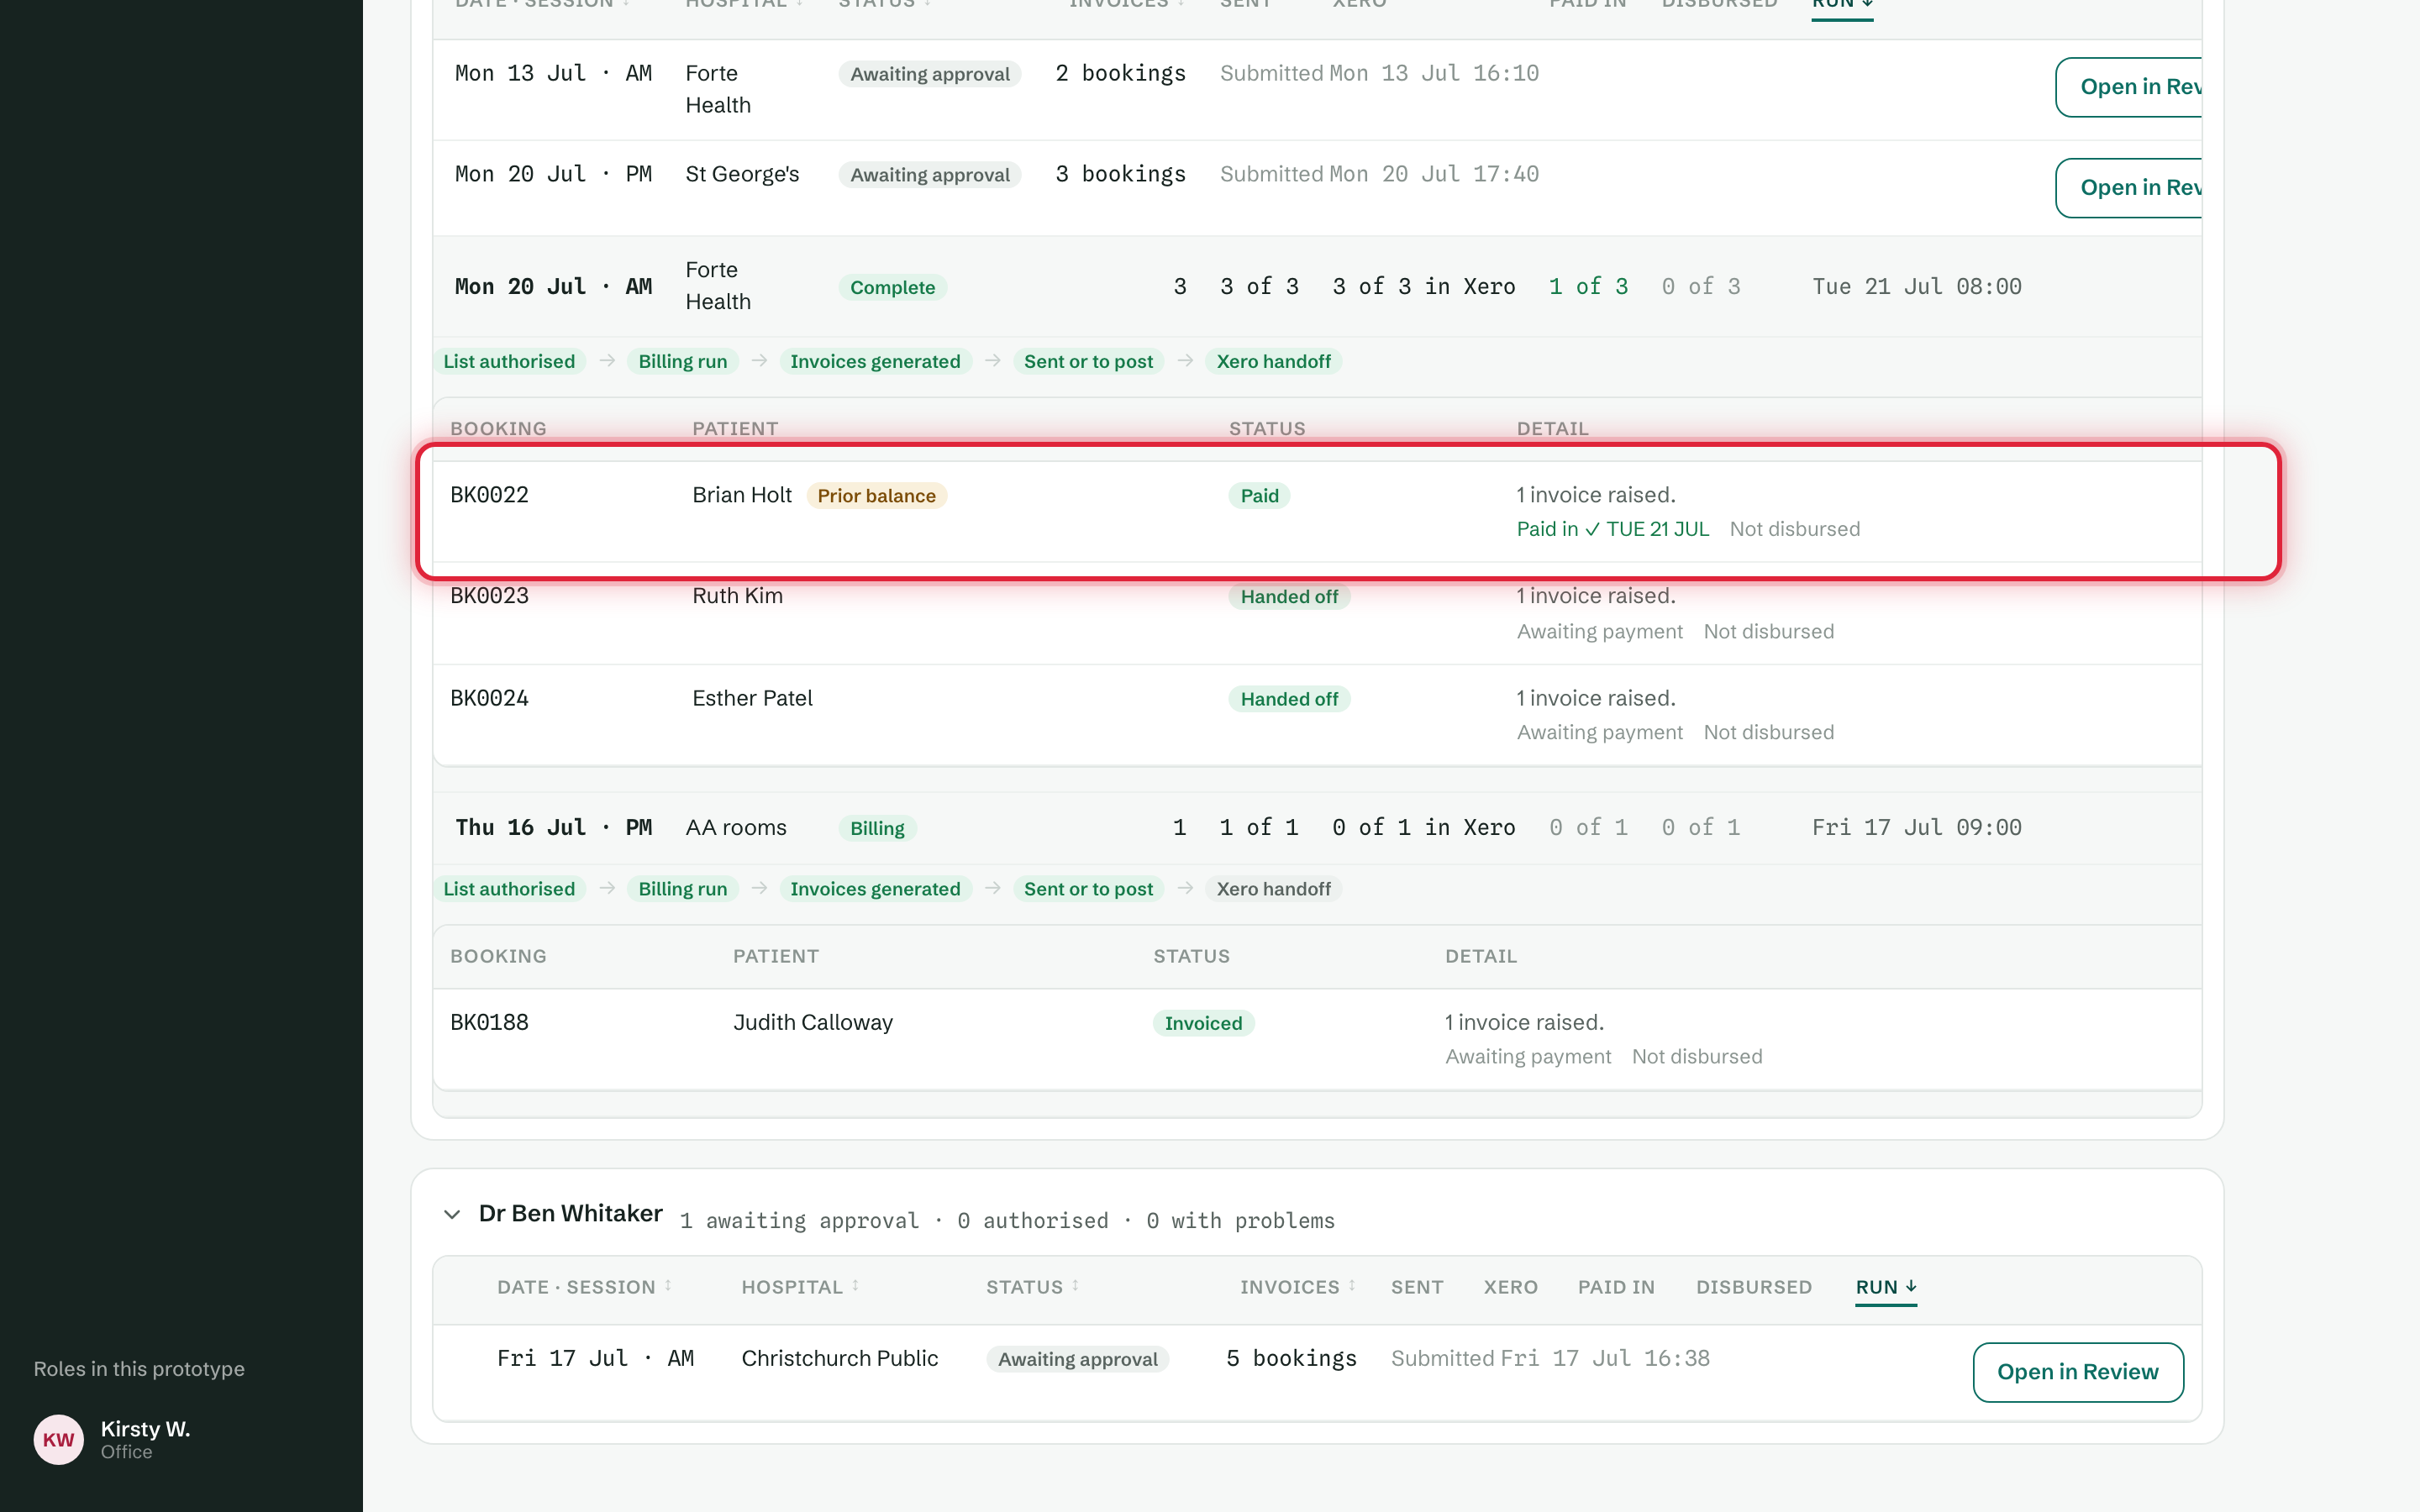 DATE · SESSION ↕ HOSPITAL ↕ STATUS ↕ INVOICES ↕ SENT XERO PAID IN DISBURSED RUN ↓
Mon 13 Jul · AM Forte Health Awaiting approval 2 bookings Submitted Mon 13 Jul 16:10 Open in Rev
Mon 20 Jul · PM St George's Awaiting approval 3 bookings Submitted Mon 20 Jul 17:40 Open in Rev
Mon 20 Jul · AM Forte Health Complete 3 3 of 3 3 of 3 in Xero 1 of 3 0 of 3 Tue 21 Jul 08:00
List authorised → Billing run → Invoices generated → Sent or to post → Xero handoff
BOOKING PATIENT STATUS DETAIL
BK0022 Brian Holt Prior balance Paid 1 invoice raised.
Paid in ✓ TUE 21 JUL Not disbursed
BK0023 Ruth Kim Handed off 1 invoice raised.
Awaiting payment Not disbursed
BK0024 Esther Patel Handed off 1 invoice raised.
Awaiting payment Not disbursed
Thu 16 Jul · PM AA rooms Billing 1 1 of 1 0 of 1 in Xero 0 of 1 0 of 1 Fri 17 Jul 09:00
List authorised → Billing run → Invoices generated → Sent or to post → Xero handoff
BOOKING PATIENT STATUS DETAIL
BK0188 Judith Calloway Invoiced 1 invoice raised.
Awaiting payment Not disbursed
Dr Ben Whitaker 1 awaiting approval · 0 authorised · 0 with problems
DATE · SESSION ↕ HOSPITAL ↕ STATUS ↕ INVOICES ↕ SENT XERO PAID IN DISBURSED RUN ↓
Fri 17 Jul · AM Christchurch Public Awaiting approval 5 bookings Submitted Fri 17 Jul 16:38 Open in Review
Roles in this prototype
KW Kirsty W.
Office